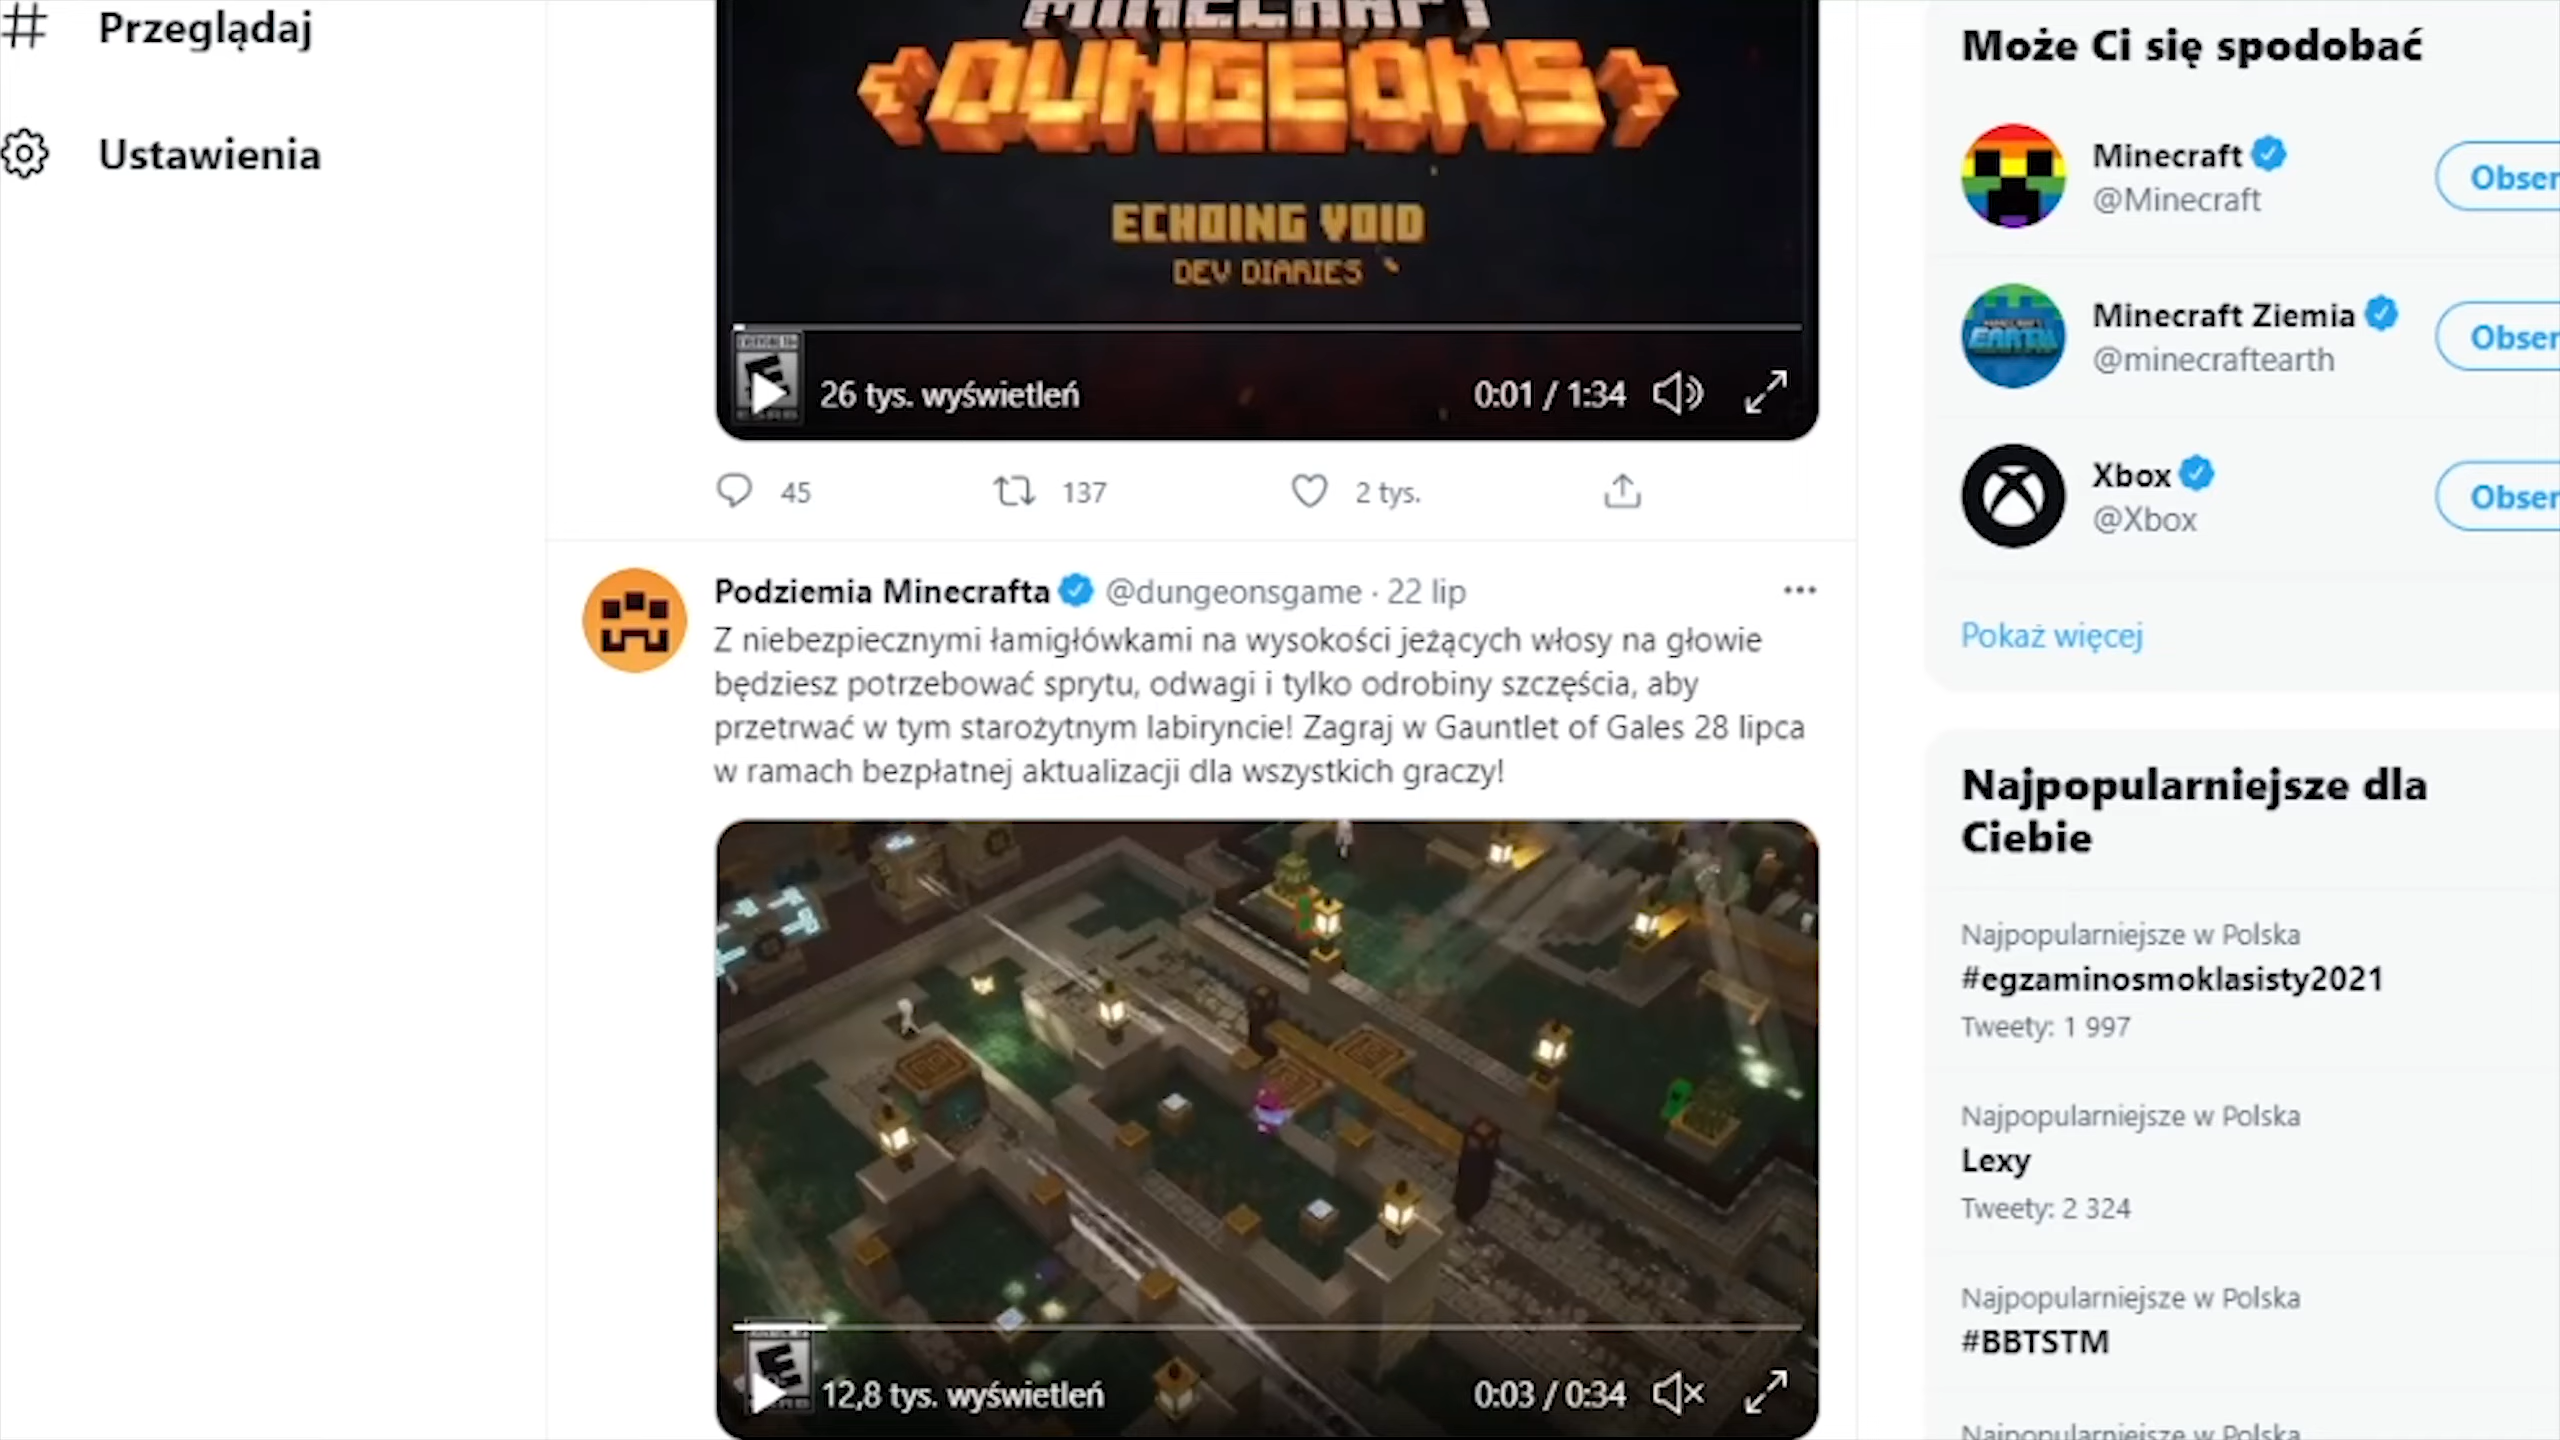 Przeglądaj
Ustawienia
MINECRAFT
DUNGEONS
ECHOING VOID
DEV DIARIES
26 tys. wyświetleń
0:01 / 1:34
45
137
2 tys.
Podziemia Minecrafta @dungeonsgame · 22 lip
Z niebezpiecznymi łamigłówkami na wysokości jeżących włosy na głowie
będziesz potrzebować sprytu, odwagi i tylko odrobiny szczęścia, aby
przetrwać w tym starożytnym labiryncie! Zagraj w Gauntlet of Gales 28 lipca
w ramach bezpłatnej aktualizacji dla wszystkich graczy!
12,8 tys. wyświetleń
0:03 / 0:34
Może Ci się spodobać
Minecraft
@Minecraft
Obser
Minecraft Ziemia
@minecraftearth
Obser
EARTH
Xbox
@Xbox
Obser
Pokaż więcej
Najpopularniejsze dla
Ciebie
Najpopularniejsze w Polska
#egzaminosmoklasisty2021
Tweety: 1 997
Najpopularniejsze w Polska
Lexy
Tweety: 2 324
Najpopularniejsze w Polska
#BBTSTM
Najpopularniejsze w Polska